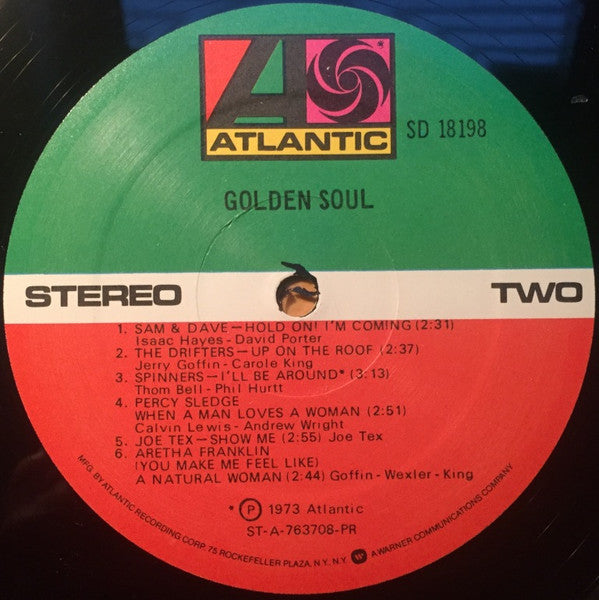 ATLANTIC
SD 18198
GOLDEN SOUL
STEREO
TWO
1. SAM & DAVE—HOLD ON! I'M COMING (2:31)
Isaac Hayes - David Porter
2. THE DRIFTERS—UP ON THE ROOF (2:37)
Jerry Goffin - Carole King
3. SPINNERS—I'LL BE AROUND* (3:13)
Thom Bell - Phil Hurtt
4. PERCY SLEDGE
WHEN A MAN LOVES A WOMAN (2:51)
Calvin Lewis - Andrew Wright
5. JOE TEX—SHOW ME (2:55) Joe Tex
6. ARETHA FRANKLIN
(YOU MAKE ME FEEL LIKE)
A NATURAL WOMAN (2:44) Goffin - Wexler - King
* ℗ 1973 Atlantic
ST-A-763708-PR
MFG. BY ATLANTIC RECORDING CORP. 75 ROCKEFELLER PLAZA, N.Y. N.Y. A WARNER COMMUNICATIONS COMPANY